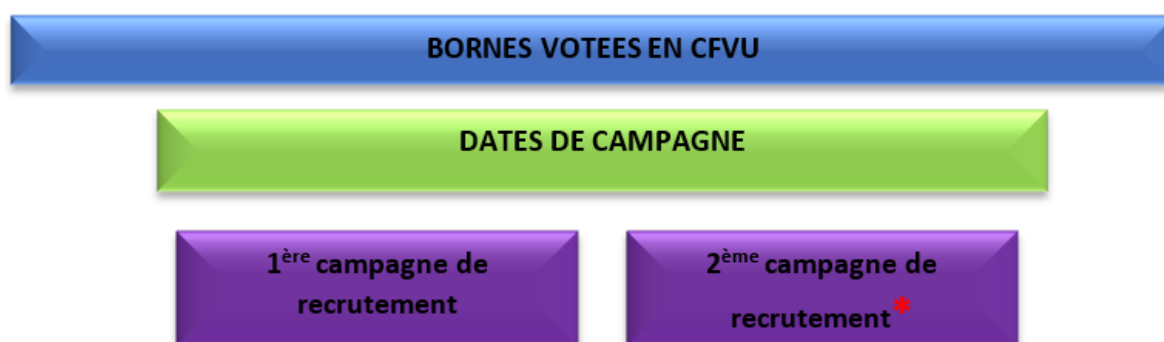 BORNES VOTEES EN CFVU
DATES DE CAMPAGNE
1ère campagne de
recrutement
2ème campagne de
recrutement*